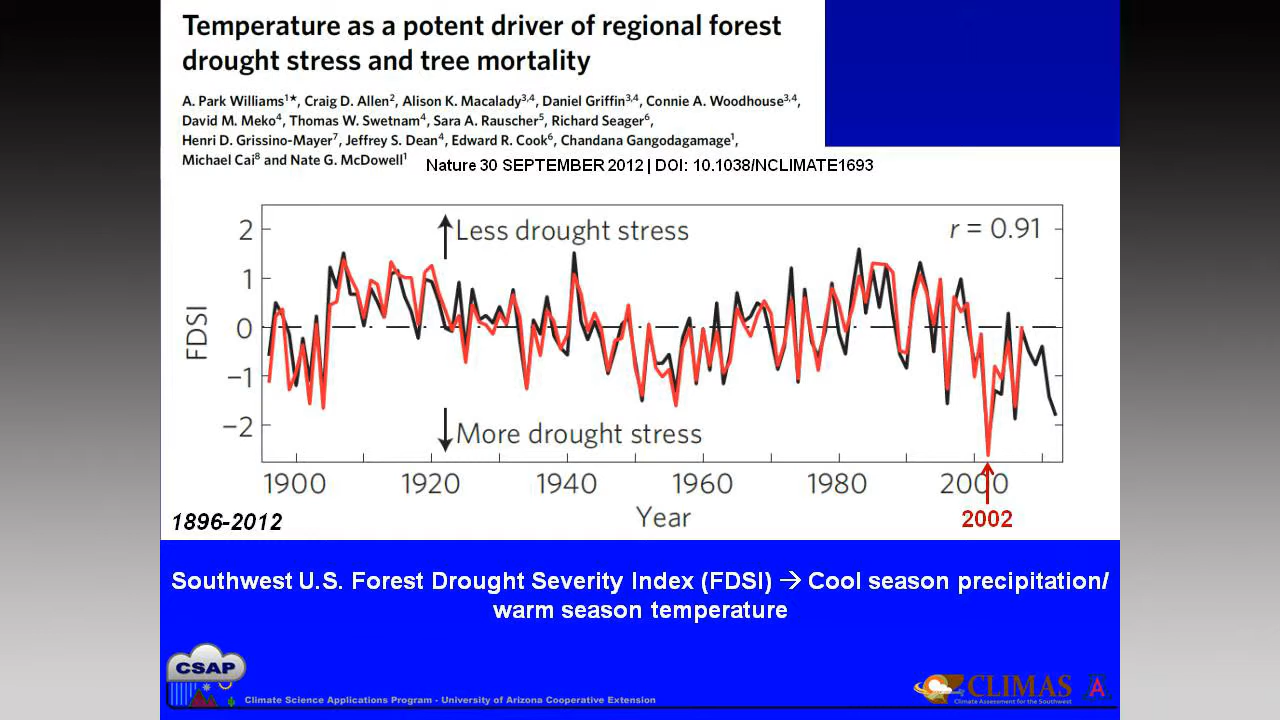 Temperature as a potent driver of regional forest
drought stress and tree mortality
A. Park Williams¹*, Craig D. Allen², Alison K. Macalady³,⁴, Daniel Griffin³,⁴, Connie A. Woodhouse³,⁴,
David M. Meko⁴, Thomas W. Swetnam⁴, Sara A. Rauscher⁵, Richard Seager⁶,
Henri D. Grissino-Mayer⁷, Jeffrey S. Dean⁴, Edward R. Cook⁶, Chandana Gangodagamage¹,
Michael Cai⁸ and Nate G. McDowell¹
Nature 30 SEPTEMBER 2012 | DOI: 10.1038/NCLIMATE1693
Less drought stress
r = 0.91
2
1
0
−1
−2
FDSI
More drought stress
1900 1920 1940 1960 1980 2000
Year
2002
1896-2012
Southwest U.S. Forest Drought Severity Index (FDSI) → Cool season precipitation/
warm season temperature
CSAP
Climate Science Applications Program - University of Arizona Cooperative Extension
CLIMAS
Climate Assessment for the Southwest
A